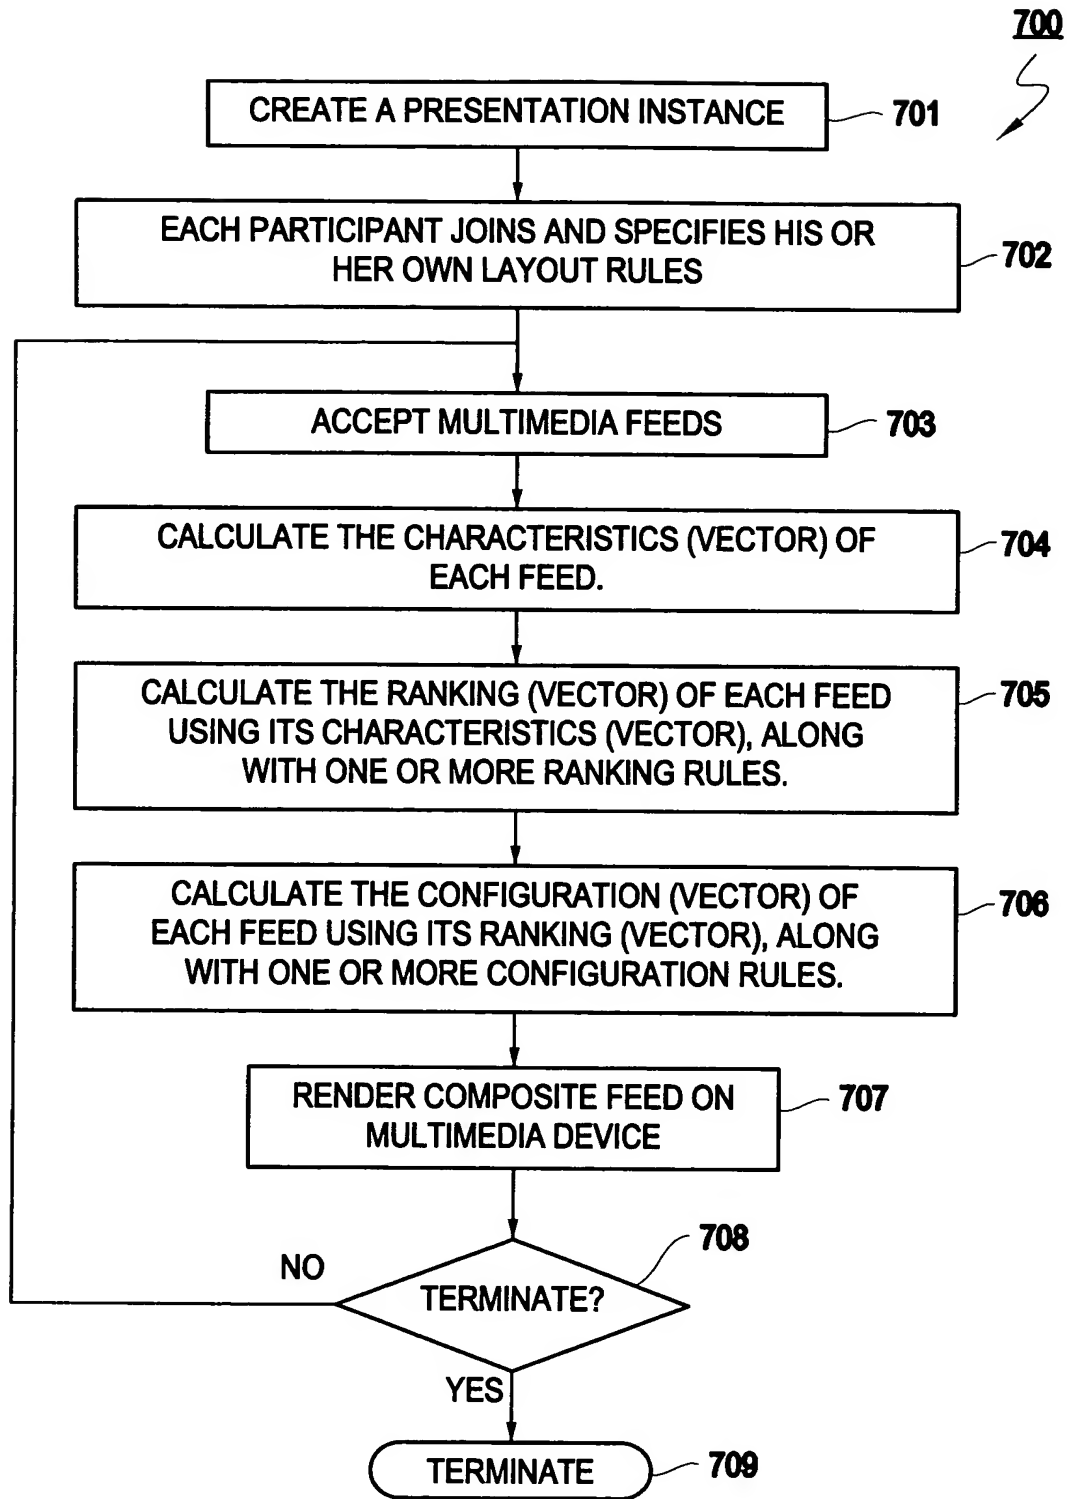 700
CREATE A PRESENTATION INSTANCE
701
EACH PARTICIPANT JOINS AND SPECIFIES HIS OR
HER OWN LAYOUT RULES
702
ACCEPT MULTIMEDIA FEEDS
703
CALCULATE THE CHARACTERISTICS (VECTOR) OF
EACH FEED.
704
CALCULATE THE RANKING (VECTOR) OF EACH FEED
USING ITS CHARACTERISTICS (VECTOR), ALONG
WITH ONE OR MORE RANKING RULES.
705
CALCULATE THE CONFIGURATION (VECTOR) OF
EACH FEED USING ITS RANKING (VECTOR), ALONG
WITH ONE OR MORE CONFIGURATION RULES.
706
RENDER COMPOSITE FEED ON
MULTIMEDIA DEVICE
707
708
NO
TERMINATE?
YES
TERMINATE
709